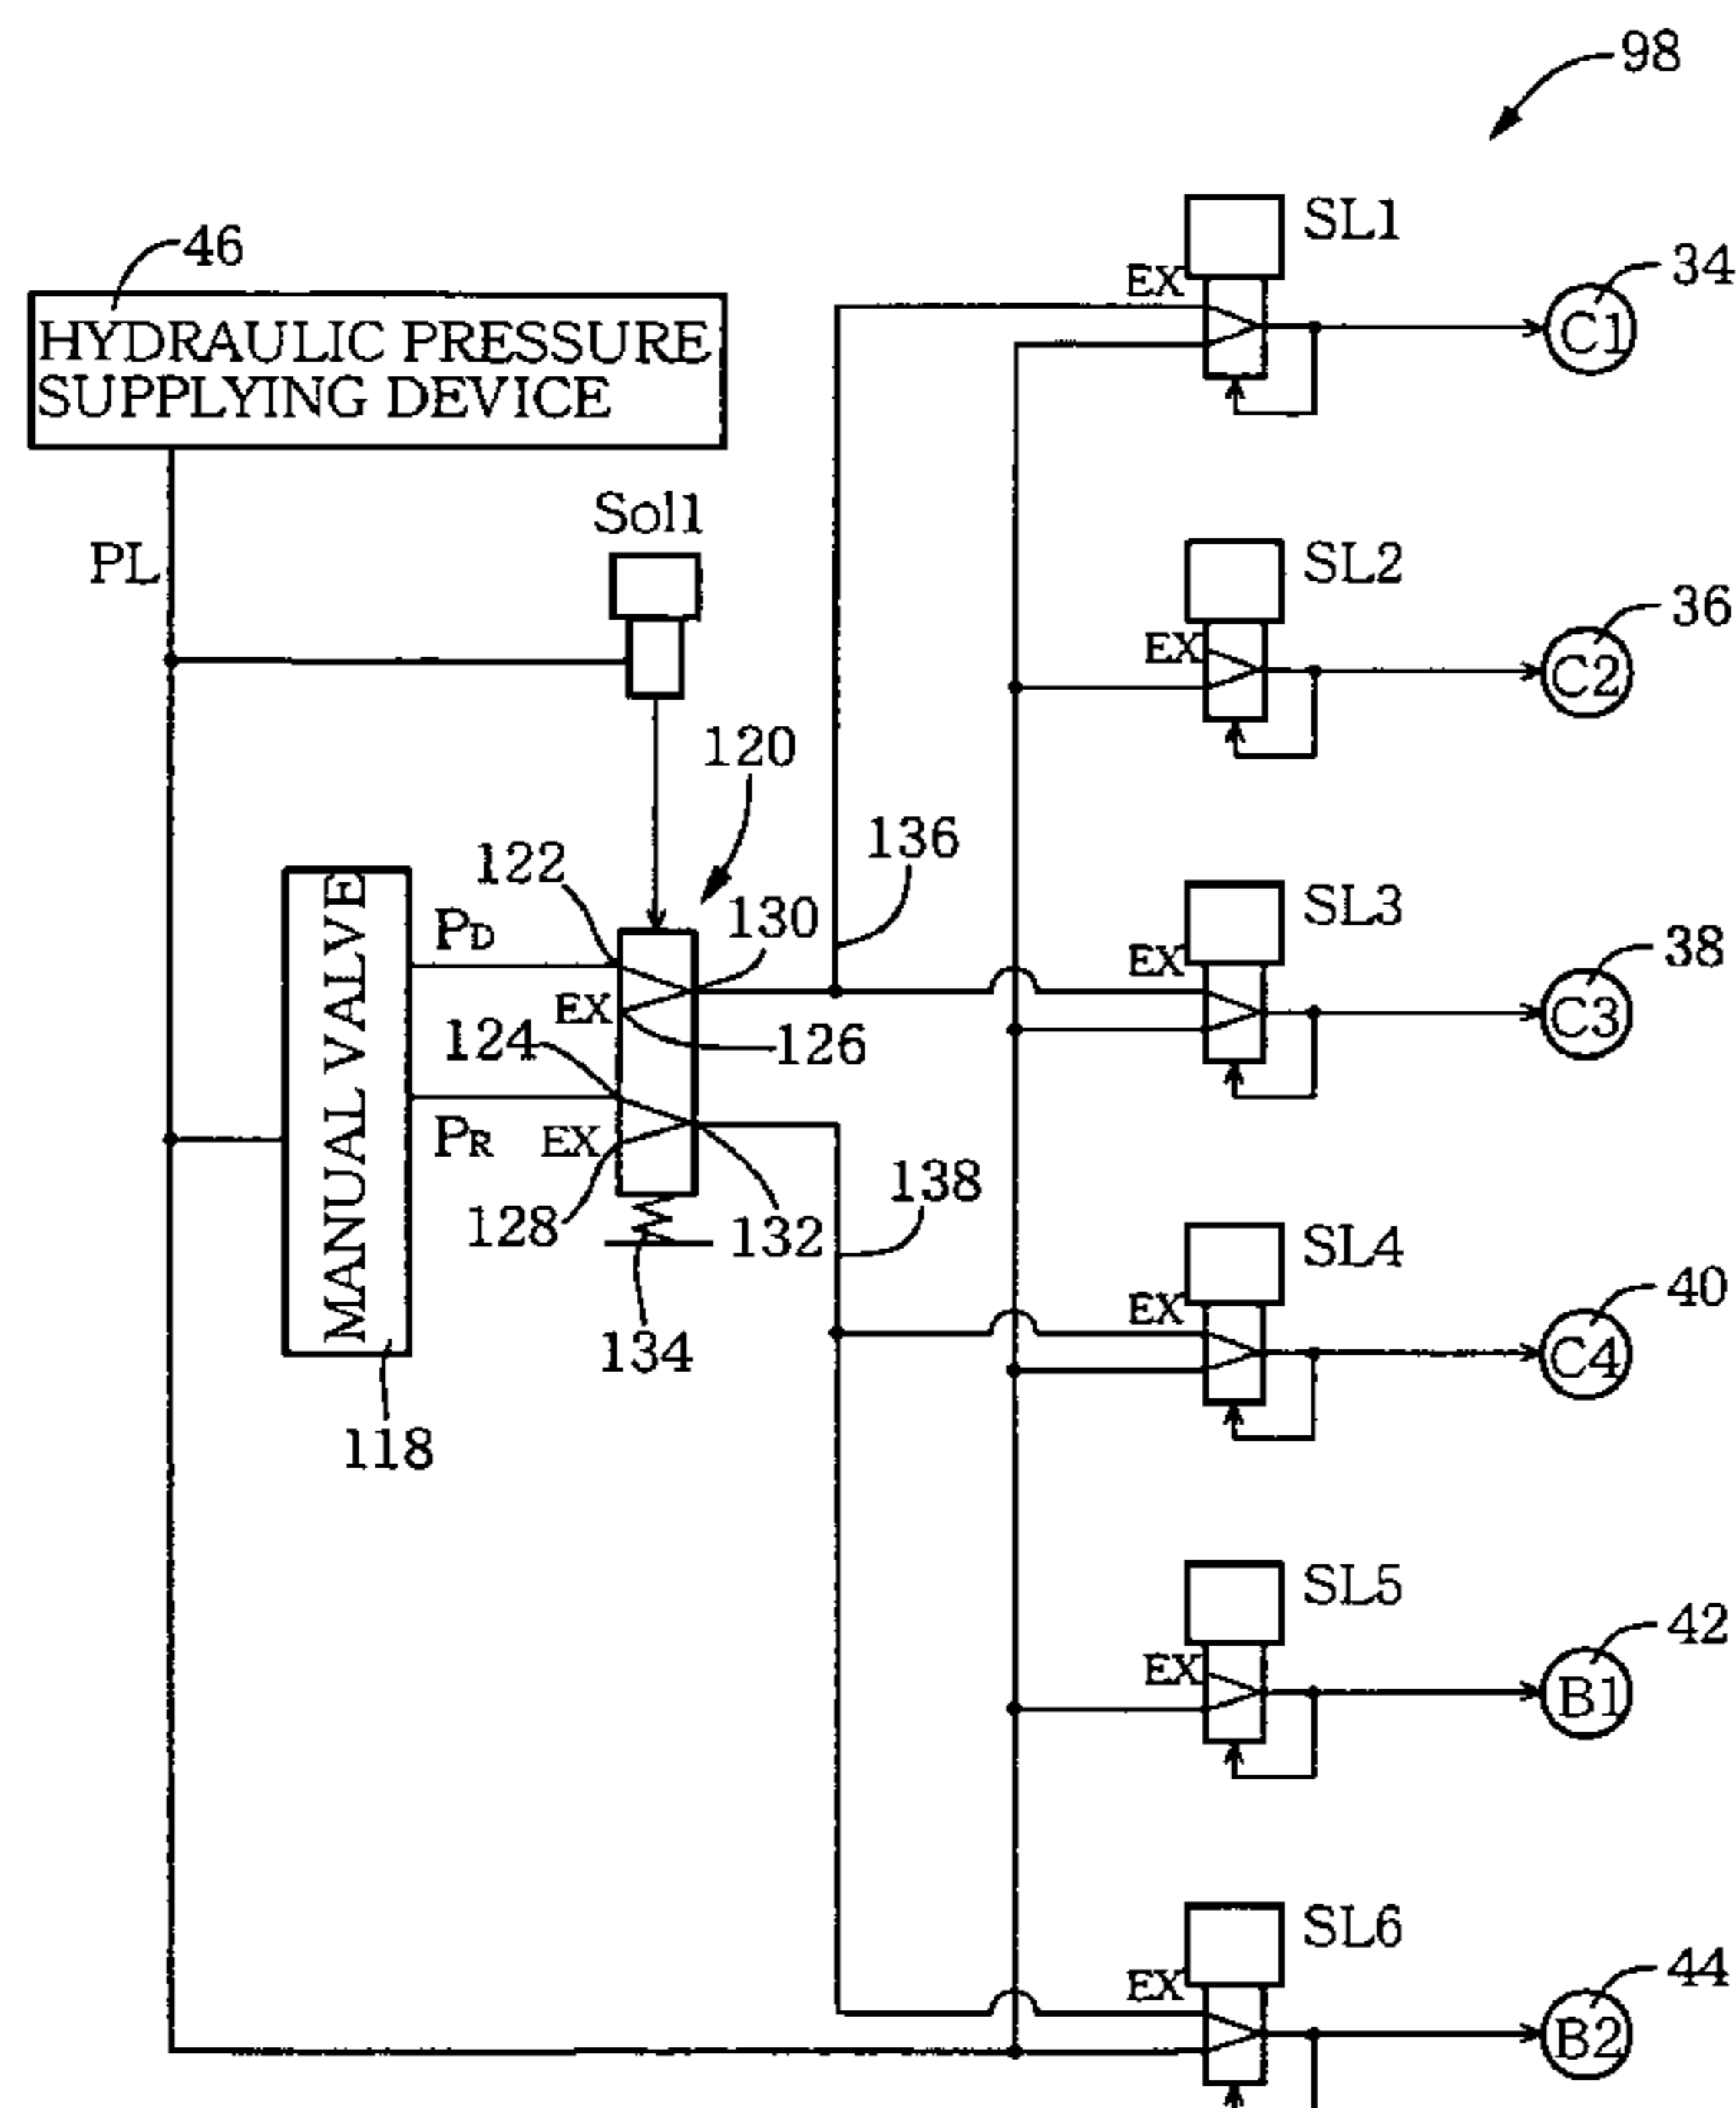 98
SL1
46
EX
34
C1
HYDRAULIC PRESSURE
SUPPLYING DEVICE
Sol1
PL
SL2
36
EX
C2
120
136
122
130
SL3
PD
38
EX
EX
C3
124
126
MANUAL VALVE
PR
EX
138
128
132
SL4
40
EX
134
C4
118
SL5
42
EX
B1
SL6
44
EX
B2